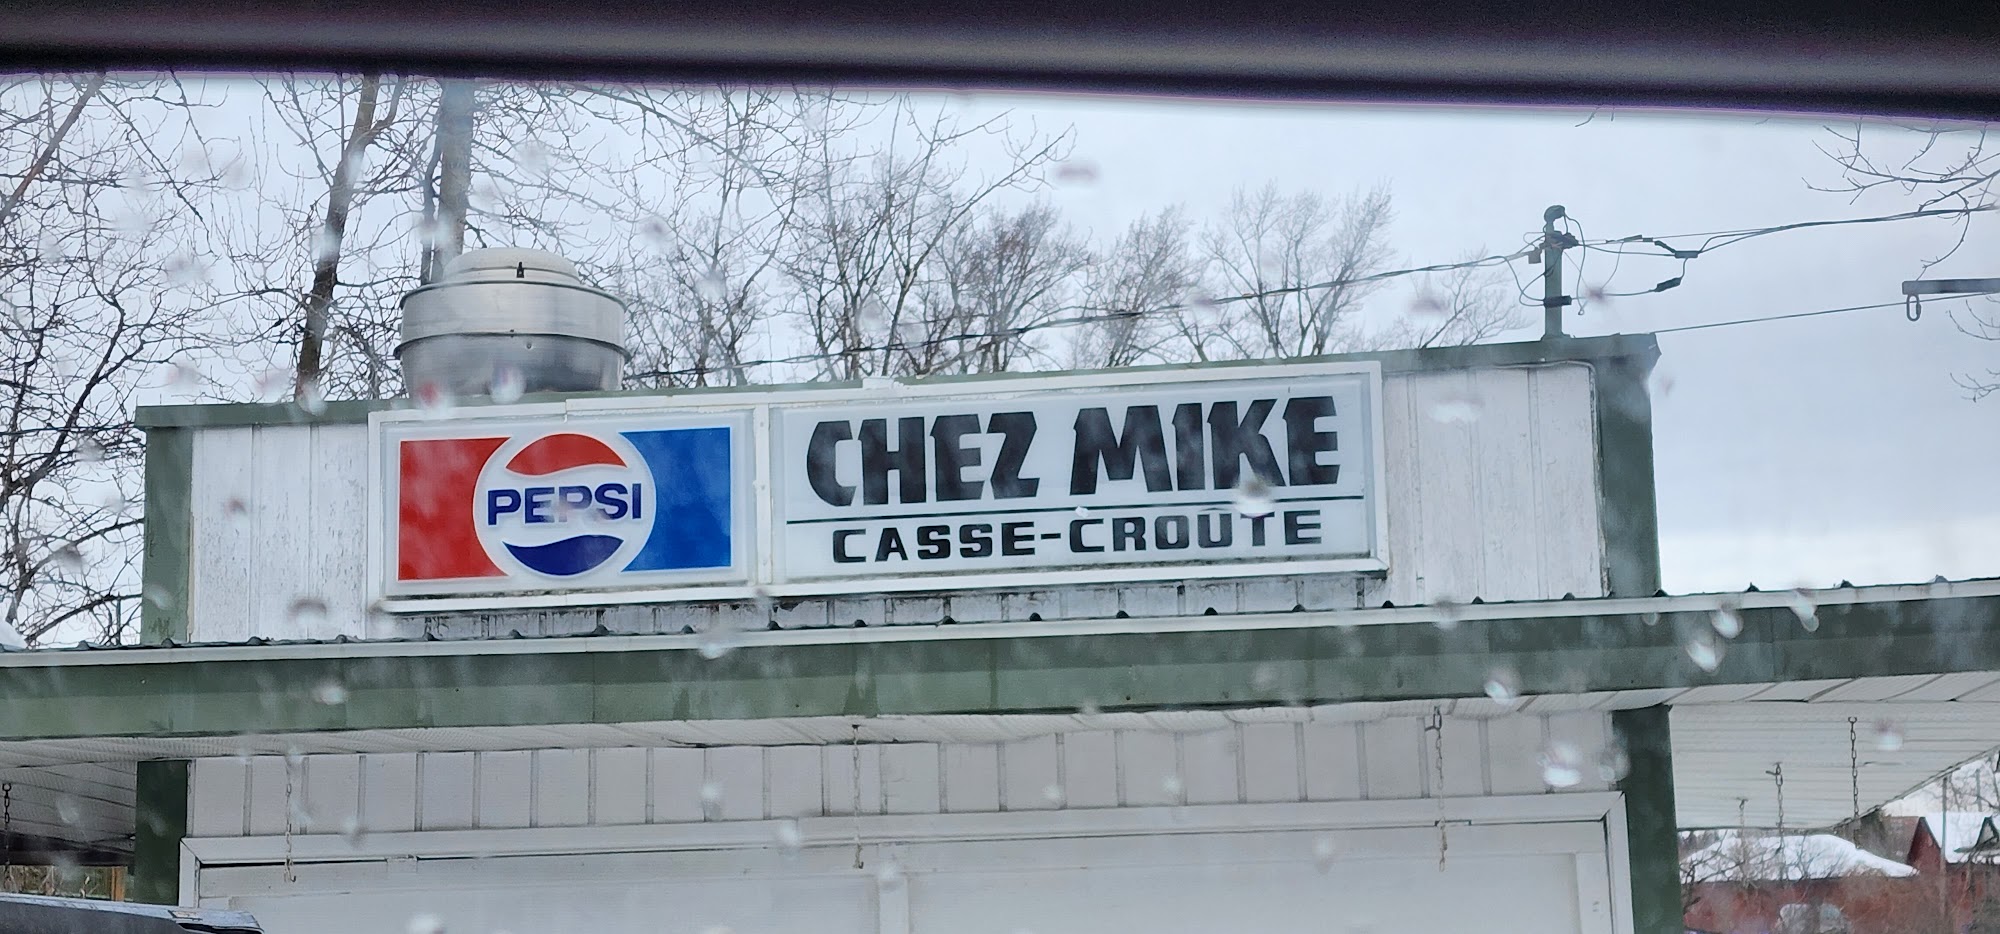 PEPSI
CHEZ MIKE
CASSE-CROUTE